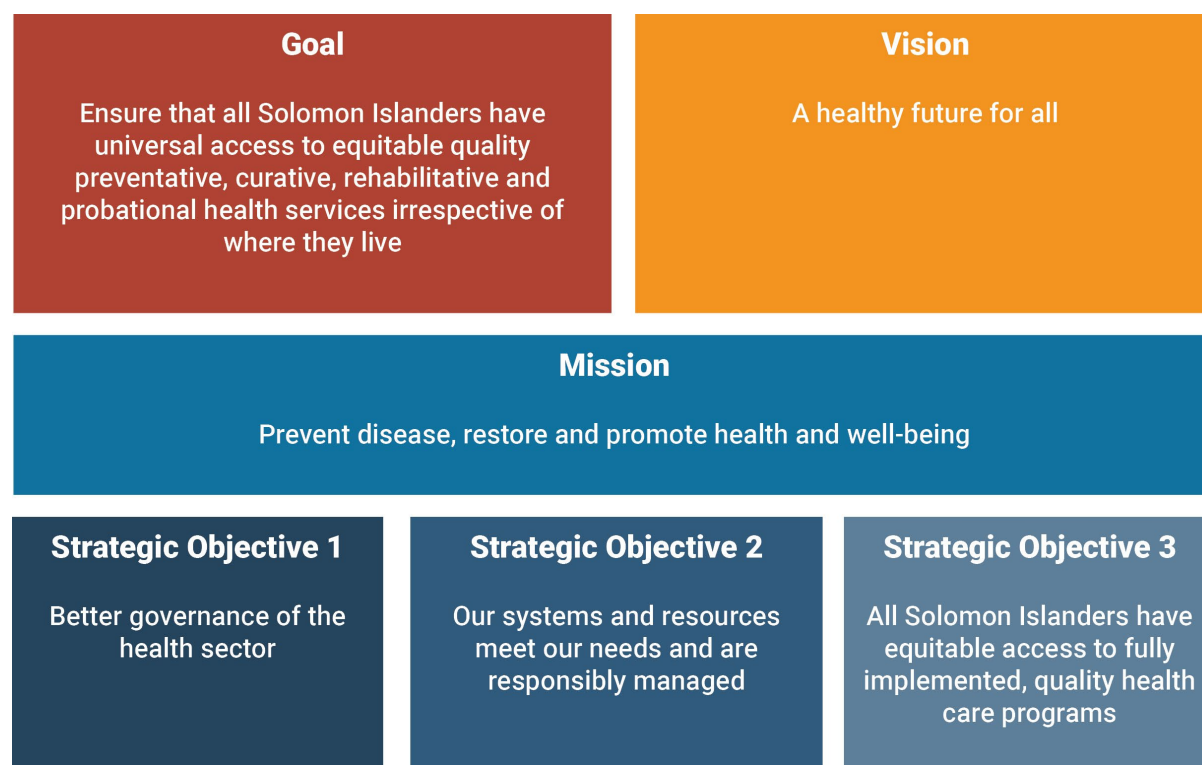 Goal
Ensure that all Solomon Islanders have
universal access to equitable quality
preventative, curative, rehabilitative and
probational health services irrespective of
where they live
Vision
A healthy future for all
Mission
Prevent disease, restore and promote health and well-being
Strategic Objective 1
Better governance of the
health sector
Strategic Objective 2
Our systems and resources
meet our needs and are
responsibly managed
Strategic Objective 3
All Solomon Islanders have
equitable access to fully
implemented, quality health
care programs